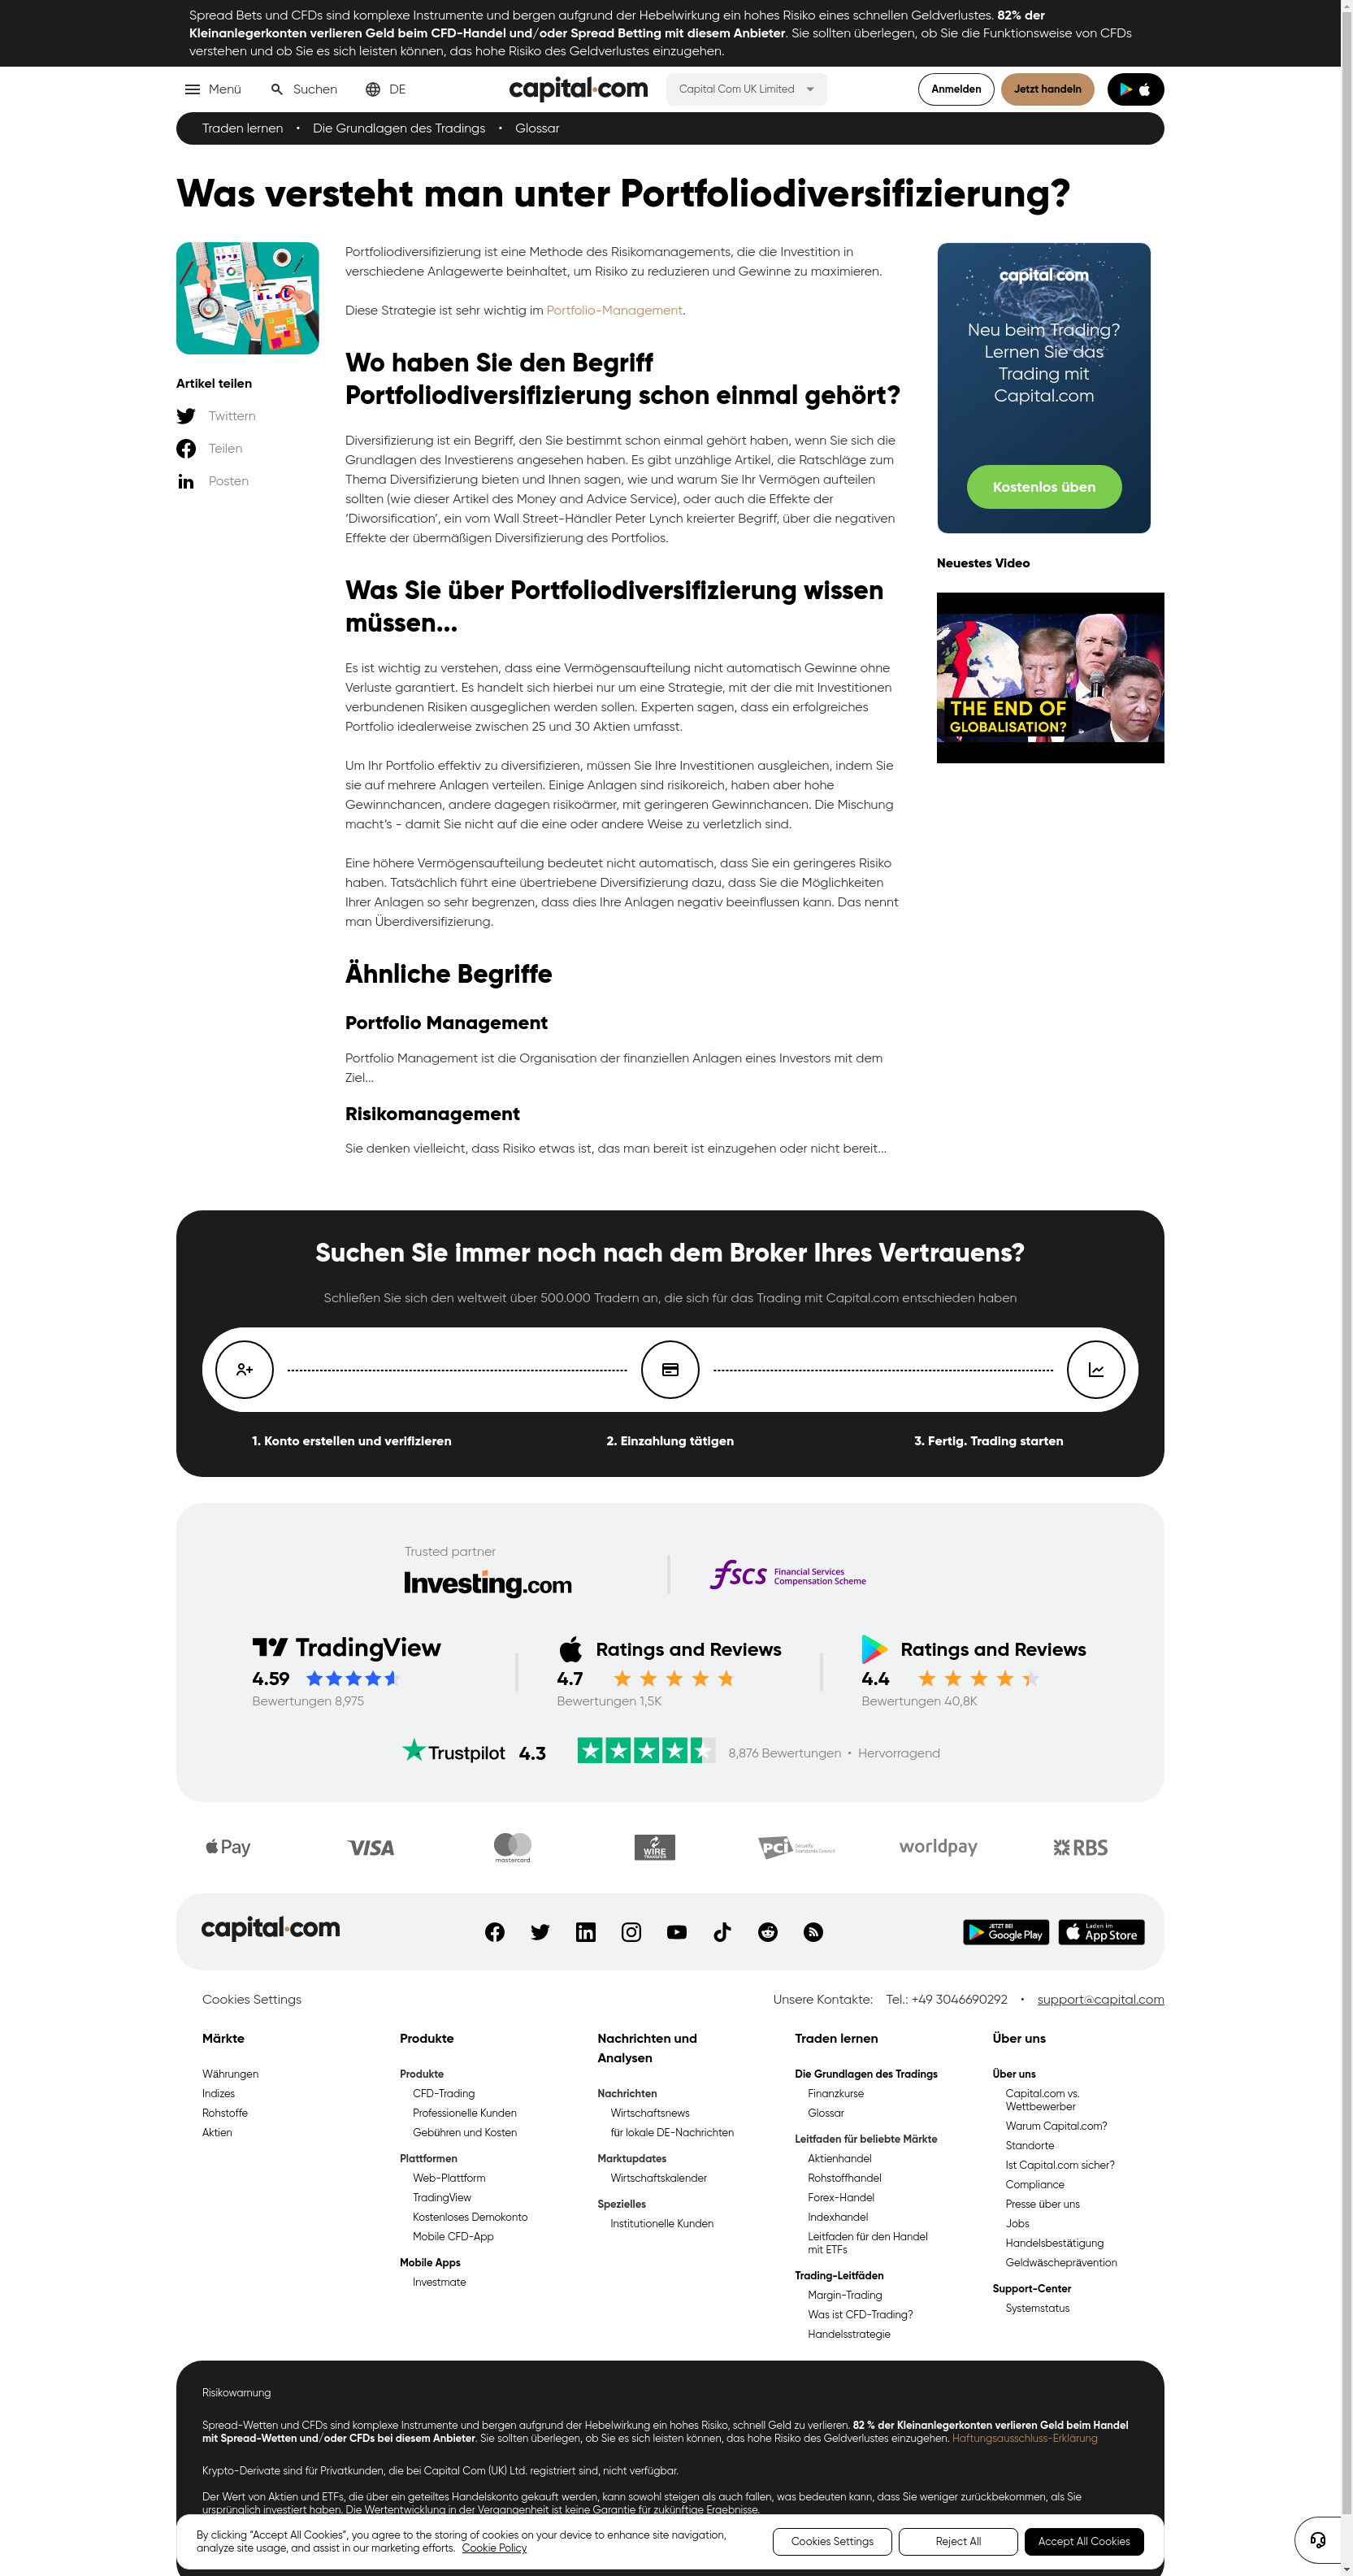 Spread Bets und CFDs sind komplexe Instrumente und bergen aufgrund der Hebelwirkung ein hohes Risiko eines schnellen Geldverlustes. 82% der
Kleinanlegerkonten verlieren Geld beim CFD-Handel und/oder Spread Betting mit diesem Anbieter. Sie sollten überlegen, ob Sie die Funktionsweise von CFDs
verstehen und ob Sie es sich leisten können, das hohe Risiko des Geldverlustes einzugehen.
Menü
Suchen
DE
capital.com
Capital Com UK Limited
Anmelden
Jetzt handeln
Traden lernen • Die Grundlagen des Tradings • Glossar
Was versteht man unter Portfoliodiversifizierung?
Artikel teilen
Twittern
Teilen
Posten
Portfoliodiversifizierung ist eine Methode des Risikomanagements, die die Investition in
verschiedene Anlagewerte beinhaltet, um Risiko zu reduzieren und Gewinne zu maximieren.
Diese Strategie ist sehr wichtig im Portfolio-Management.
Wo haben Sie den Begriff
Portfoliodiversifizierung schon einmal gehört?
Diversifizierung ist ein Begriff, den Sie bestimmt schon einmal gehört haben, wenn Sie sich die
Grundlagen des Investierens angesehen haben. Es gibt unzählige Artikel, die Ratschläge zum
Thema Diversifizierung bieten und Ihnen sagen, wie und warum Sie Ihr Vermögen aufteilen
sollten (wie dieser Artikel des Money and Advice Service), oder auch die Effekte der
‘Diworsification’, ein vom Wall Street-Händler Peter Lynch kreierter Begriff, über die negativen
Effekte der übermäßigen Diversifizierung des Portfolios.
Was Sie über Portfoliodiversifizierung wissen
müssen...
Es ist wichtig zu verstehen, dass eine Vermögensaufteilung nicht automatisch Gewinne ohne
Verluste garantiert. Es handelt sich hierbei nur um eine Strategie, mit der die mit Investitionen
verbundenen Risiken ausgeglichen werden sollen. Experten sagen, dass ein erfolgreiches
Portfolio idealerweise zwischen 25 und 30 Aktien umfasst.
Um Ihr Portfolio effektiv zu diversifizieren, müssen Sie Ihre Investitionen ausgleichen, indem Sie
sie auf mehrere Anlagen verteilen. Einige Anlagen sind risikoreich, haben aber hohe
Gewinnchancen, andere dagegen risikoärmer, mit geringeren Gewinnchancen. Die Mischung
macht’s - damit Sie nicht auf die eine oder andere Weise zu verletzlich sind.
Eine höhere Vermögensaufteilung bedeutet nicht automatisch, dass Sie ein geringeres Risiko
haben. Tatsächlich führt eine übertriebene Diversifizierung dazu, dass Sie die Möglichkeiten
Ihrer Anlagen so sehr begrenzen, dass dies Ihre Anlagen negativ beeinflussen kann. Das nennt
man Überdiversifizierung.
Ähnliche Begriffe
Portfolio Management
Portfolio Management ist die Organisation der finanziellen Anlagen eines Investors mit dem
Ziel...
Risikomanagement
Sie denken vielleicht, dass Risiko etwas ist, das man bereit ist einzugehen oder nicht bereit...
capital.com
Neu beim Trading?
Lernen Sie das
Trading mit
Capital.com
Kostenlos üben
Neuestes Video
THE END OF
GLOBALISATION?
Suchen Sie immer noch nach dem Broker Ihres Vertrauens?
Schließen Sie sich den weltweit über 500.000 Tradern an, die sich für das Trading mit Capital.com entschieden haben
1. Konto erstellen und verifizieren
2. Einzahlung tätigen
3. Fertig. Trading starten
Trusted partner
Investing.com
fscs Financial Services
Compensation Scheme
TradingView
4.59
Bewertungen 8,975
Ratings and Reviews
4.7
Bewertungen 1,5K
Ratings and Reviews
4.4
Bewertungen 40,8K
Trustpilot 4.3
8,876 Bewertungen • Hervorragend
Pay
VISA
mastercard
WIRE
TRANSFER
PCI Security
Standards Council
worldpay
RBS
capital.com
JETZT BEI
Google Play
Laden im
App Store
Cookies Settings
Unsere Kontakte: Tel.: +49 3046690292 • support@capital.com
Märkte
Währungen
Indizes
Rohstoffe
Aktien
Produkte
Produkte
CFD-Trading
Professionelle Kunden
Gebühren und Kosten
Plattformen
Web-Plattform
TradingView
Kostenloses Demokonto
Mobile CFD-App
Mobile Apps
Investmate
Nachrichten und
Analysen
Nachrichten
Wirtschaftsnews
für lokale DE-Nachrichten
Marktupdates
Wirtschaftskalender
Spezielles
Institutionelle Kunden
Traden lernen
Die Grundlagen des Tradings
Finanzkurse
Glossar
Leitfaden für beliebte Märkte
Aktienhandel
Rohstoffhandel
Forex-Handel
Indexhandel
Leitfaden für den Handel
mit ETFs
Trading-Leitfäden
Margin-Trading
Was ist CFD-Trading?
Handelsstrategie
Über uns
Über uns
Capital.com vs.
Wettbewerber
Warum Capital.com?
Standorte
Ist Capital.com sicher?
Compliance
Presse über uns
Jobs
Handelsbestätigung
Geldwäscheprävention
Support-Center
Systemstatus
Risikowarnung
Spread-Wetten und CFDs sind komplexe Instrumente und bergen aufgrund der Hebelwirkung ein hohes Risiko, schnell Geld zu verlieren. 82 % der Kleinanlegerkonten verlieren Geld beim Handel
mit Spread-Wetten und/oder CFDs bei diesem Anbieter. Sie sollten überlegen, ob Sie es sich leisten können, das hohe Risiko des Geldverlustes einzugehen. Haftungsausschluss-Erklärung
Krypto-Derivate sind für Privatkunden, die bei Capital Com (UK) Ltd. registriert sind, nicht verfügbar.
Der Wert von Aktien und ETFs, die über ein geteiltes Handelskonto gekauft werden, kann sowohl steigen als auch fallen, was bedeuten kann, dass Sie weniger zurückbekommen, als Sie
ursprünglich investiert haben. Die Wertentwicklung in der Vergangenheit ist keine Garantie für zukünftige Ergebnisse.
By clicking “Accept All Cookies”, you agree to the storing of cookies on your device to enhance site navigation,
analyze site usage, and assist in our marketing efforts. Cookie Policy
Cookies Settings
Reject All
Accept All Cookies